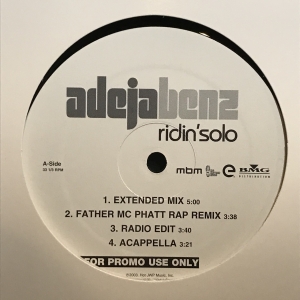 adejabenz
ridin'solo
A-Side
33 1/3 RPM
mbm
e
BMG
DISTRIBUTION
1. EXTENDED MIX 5:00
2. FATHER MC PHATT RAP REMIX 3:38
3. RADIO EDIT 3:40
4. ACAPPELLA 3:21
FOR PROMO USE ONLY